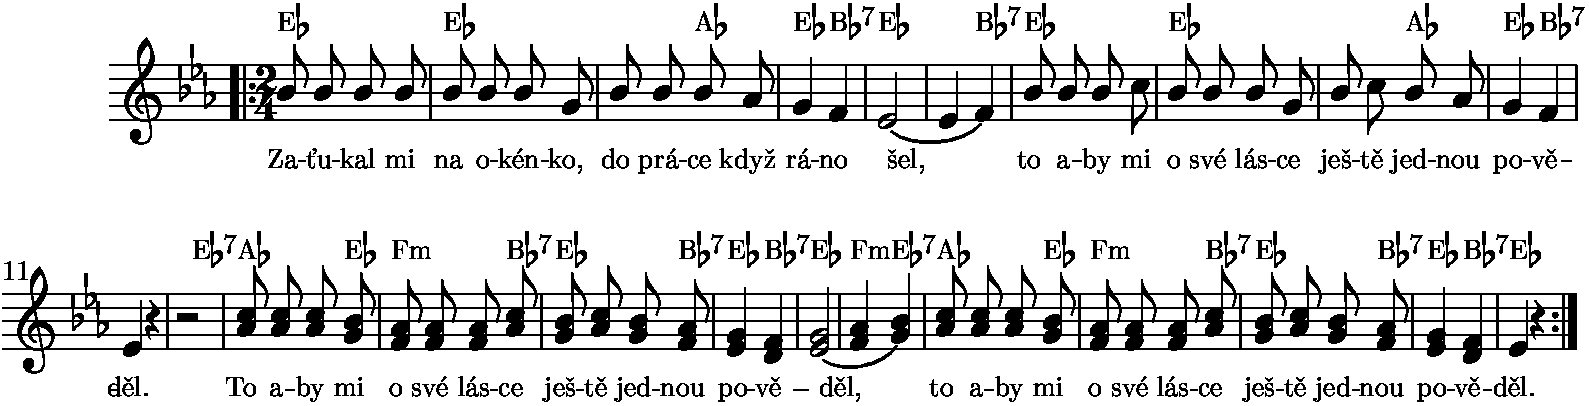 E♭ E♭ A♭ E♭ B♭7 E♭ B♭7 E♭ E♭ A♭ E♭ B♭7
2
4
Za-ťu-kal mi na o-kén-ko, do prá-ce když rá-no šel, to a-by mi o své lás-ce ješ-tě jed-nou po-vě-
11
E♭7 A♭ E♭ Fm B♭7 E♭ B♭7 E♭ B♭7 E♭ Fm E♭7 A♭ E♭ Fm B♭7 E♭ B♭7 E♭ B♭7 E♭
děl. To a-by mi o své lás-ce ješ-tě jed-nou po-vě – děl, to a-by mi o své lás-ce ješ-tě jed-nou po-vě-děl.